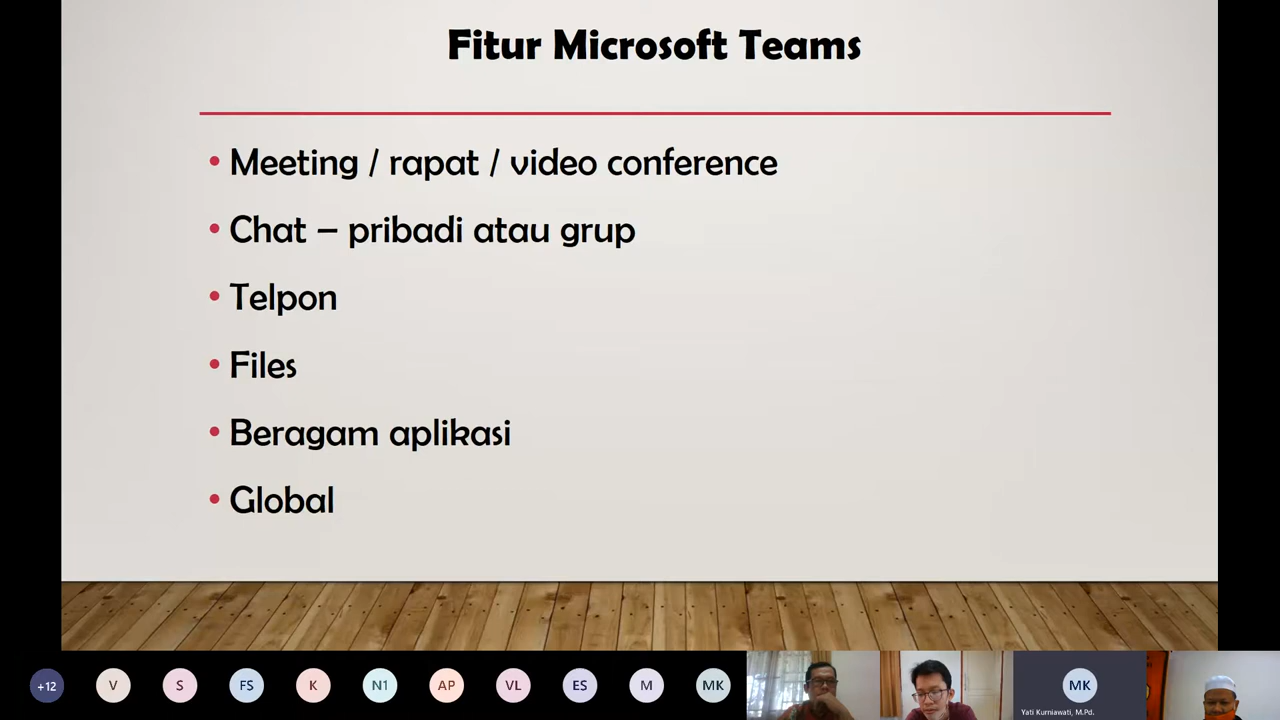 Fitur Microsoft Teams
• Meeting / rapat / video conference
• Chat – pribadi atau grup
• Telpon
• Files
• Beragam aplikasi
• Global
+12 V S FS K N1 AP VL ES M MK MK
Yati Kurniawati, M.Pd.